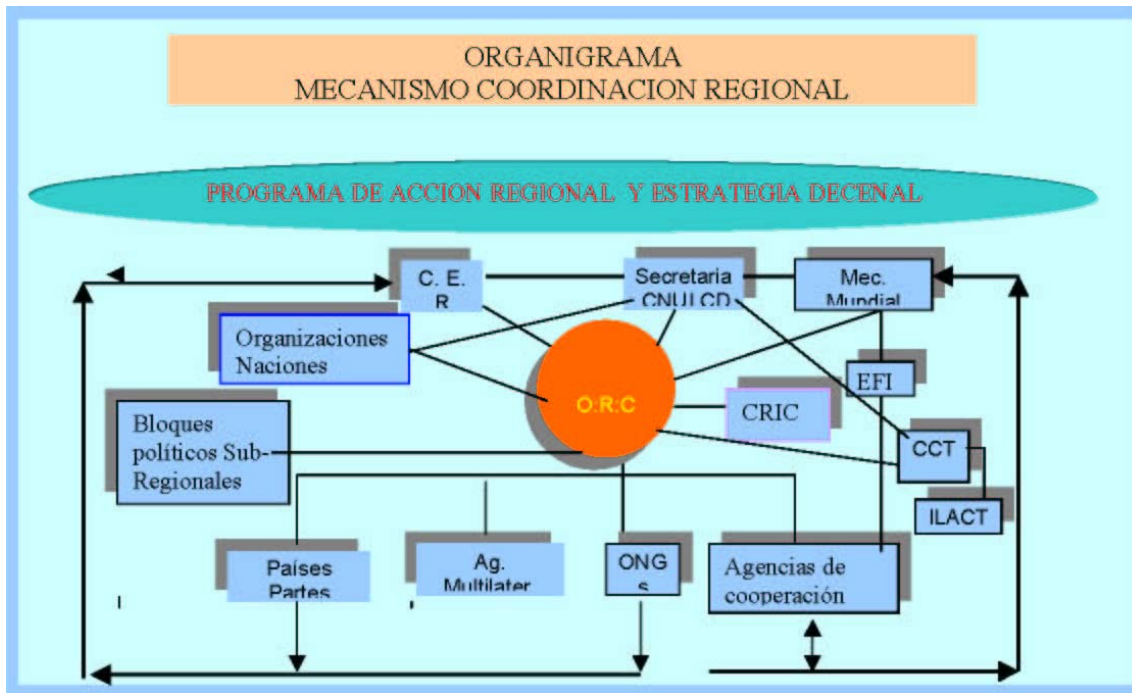 ORGANIGRAMA
MECANISMO COORDINACION REGIONAL
PROGRAMA DE ACCION REGIONAL Y ESTRATEGIA DECENAL
C. E.
R
Secretaria
CNULCD
Mec.
Mundial
Organizaciones
Naciones
EFI
O:R:C
CRIC
Bloques
políticos Sub-
Regionales
CCT
ILACT
Países
Partes
Ag.
Multilater
ONG
s
Agencias de
cooperación